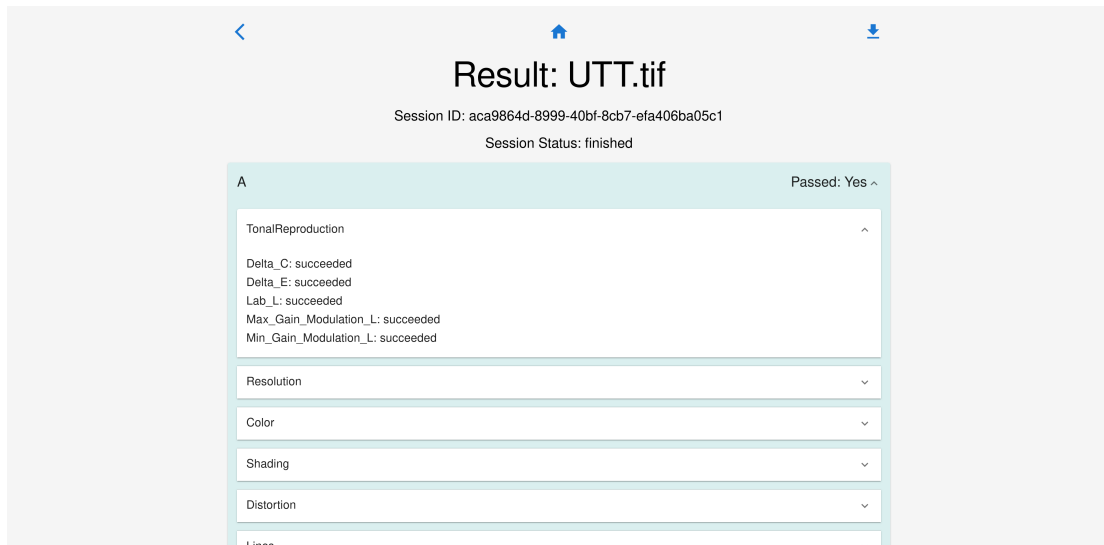 Result: UTT.tif
Session ID: aca9864d-8999-40bf-8cb7-efa406ba05c1
Session Status: finished
A Passed: Yes
TonalReproduction
Delta_C: succeeded
Delta_E: succeeded
Lab_L: succeeded
Max_Gain_Modulation_L: succeeded
Min_Gain_Modulation_L: succeeded
Resolution
Color
Shading
Distortion